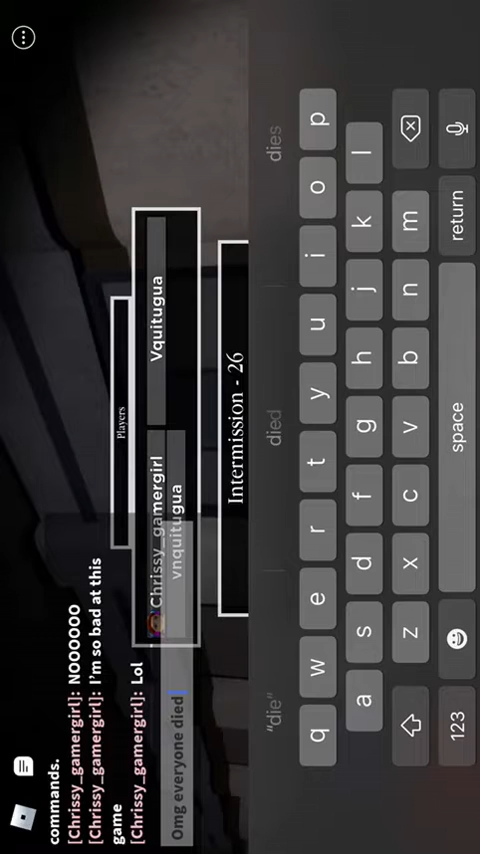 commands.
[Chrissy_gamergirl]: NOOOOOO
[Chrissy_gamergirl]: I'm so bad at this
game
[Chrissy_gamergirl]: Lol
Omg everyone died
Players
Chrissy_gamergirl
Vquitugua
vnquitugua
Intermission - 26
"die"
died
dies
q w e r t y u i o p
a s d f g h j k l
z x c v b n m
123
space
return